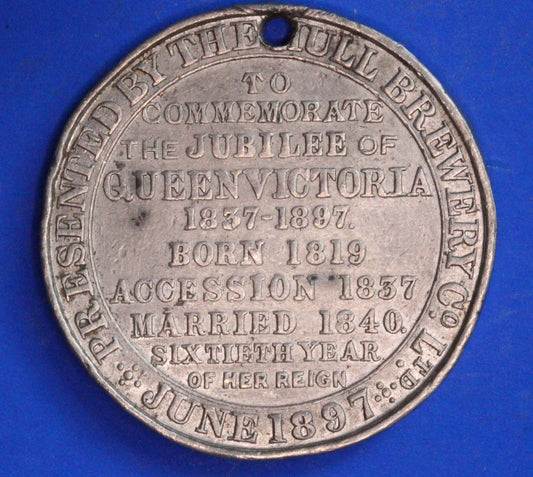 PRESENTED BY THE HULL BREWERY Co. LTD.
TO
COMMEMORATE
THE JUBILEE OF
QUEEN VICTORIA
1837-1897.
BORN 1819
ACCESSION 1837
MARRIED 1840.
SIXTIETH YEAR
OF HER REIGN
JUNE 1897